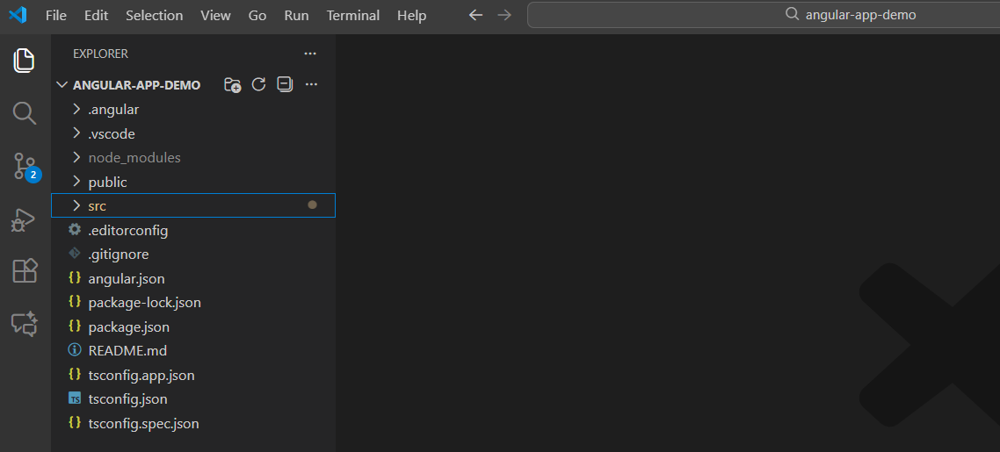 File Edit Selection View Go Run Terminal Help angular-app-demo
EXPLORER
ANGULAR-APP-DEMO
.angular
.vscode
node_modules
2
public
src
.editorconfig
.gitignore
angular.json
package-lock.json
package.json
README.md
tsconfig.app.json
TS tsconfig.json
tsconfig.spec.json